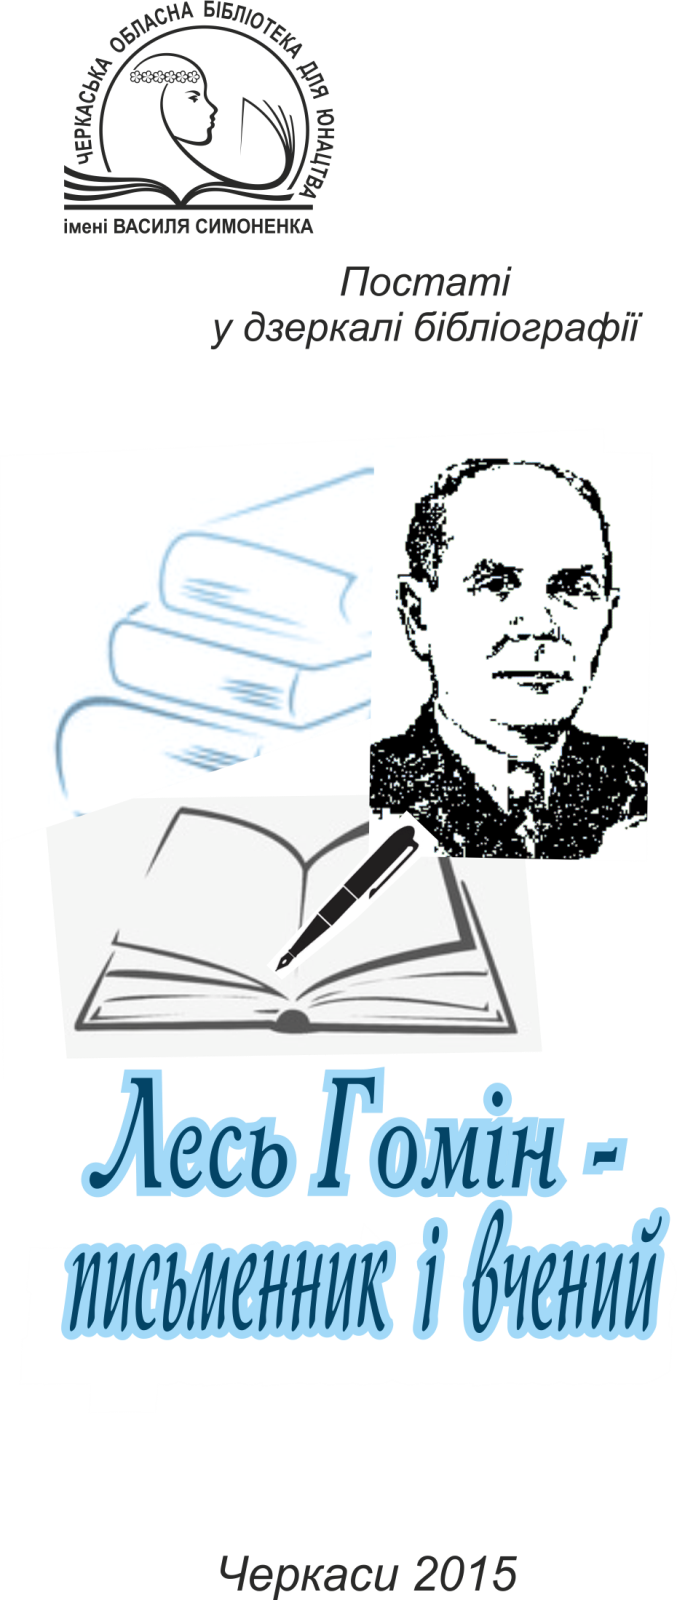 ЧЕРКАСЬКА ОБЛАСНА БІБЛІОТЕКА ДЛЯ ЮНАЦТВА
імені ВАСИЛЯ СИМОНЕНКА
Постаті
у дзеркалі бібліографії
Лесь Гомін -
письменник і вчений
Черкаси 2015